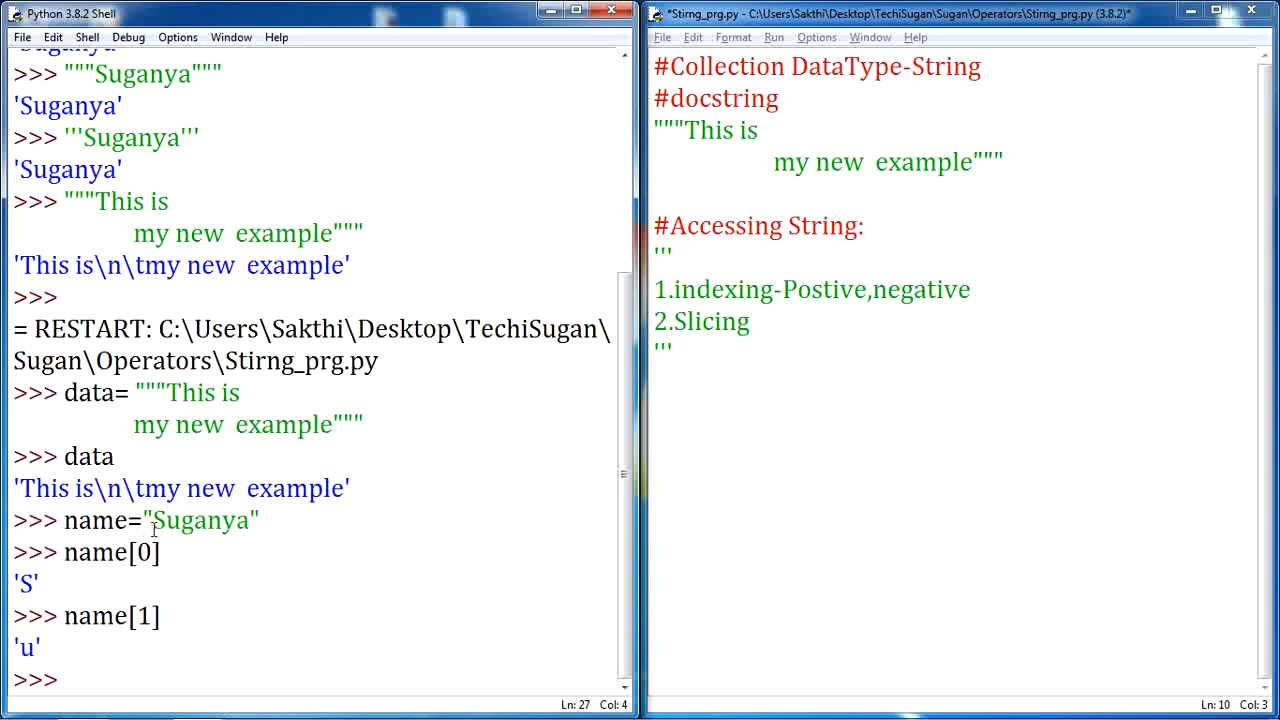 Python 3.8.2 Shell
File Edit Shell Debug Options Window Help
'Suganya'
>>> """Suganya"""
'Suganya'
>>> '''Suganya'''
'Suganya'
>>> """This is
my new  example"""
'This is\n\tmy new  example'
>>>
= RESTART: C:\Users\Sakthi\Desktop\TechiSugan\
Sugan\Operators\Stirng_prg.py
>>> data= """This is
my new  example"""
>>> data
'This is\n\tmy new  example'
>>> name="Suganya"
>>> name[0]
'S'
>>> name[1]
'u'
>>>
Ln: 27 Col: 4
*Stirng_prg.py - C:\Users\Sakthi\Desktop\TechiSugan\Sugan\Operators\Stirng_prg.py (3.8.2)*
File Edit Format Run Options Window Help
#Collection DataType-String
#docstring
"""This is
my new  example"""
#Accessing String:
'''
1.indexing-Postive,negative
2.Slicing
'''
Ln: 10 Col: 3